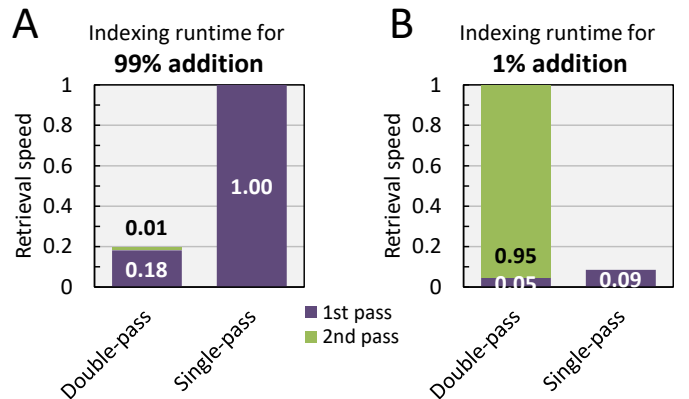 A
Indexing runtime for
99% addition
Retrieval speed
1
0.8
0.6
0.4
0.2
0
0.01
0.18
1.00
Double-pass
Single-pass
1st pass
2nd pass
B
Indexing runtime for
1% addition
Retrieval speed
1
0.8
0.6
0.4
0.2
0
0.95
0.05
0.09
Double-pass
Single-pass